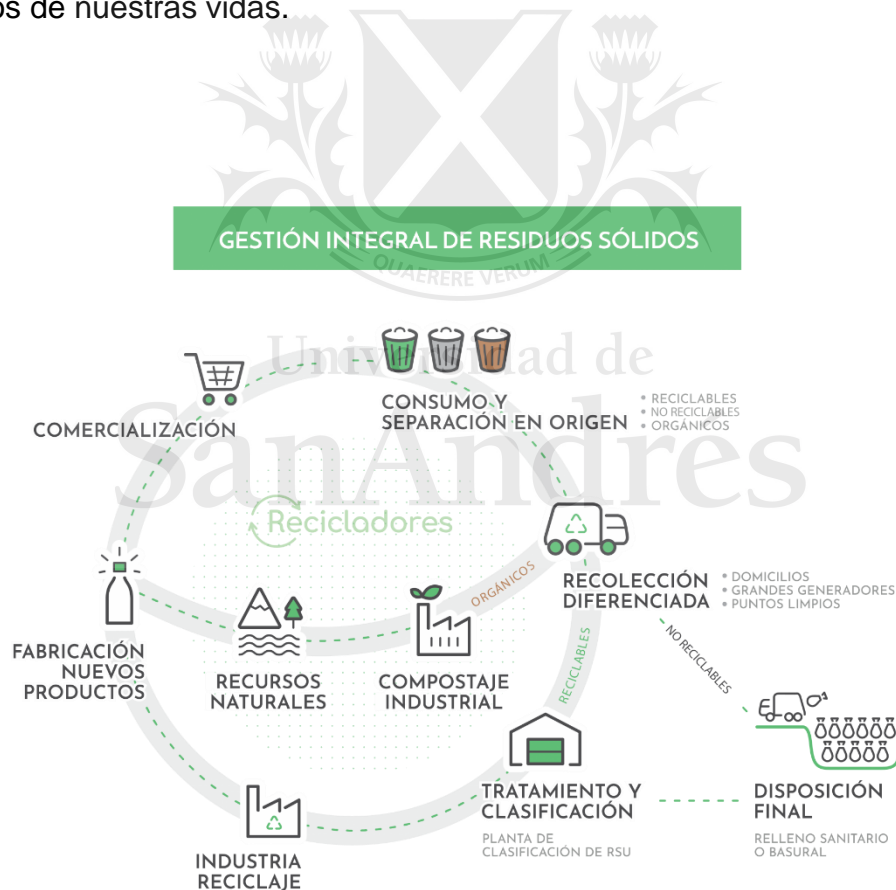 os de nuestras vidas.
GESTIÓN INTEGRAL DE RESIDUOS SÓLIDOS
QUAERERE VERUM
Universidad de
SanAndrés
COMERCIALIZACIÓN
CONSUMO Y
SEPARACIÓN EN ORIGEN
• RECICLABLES
• NO RECICLABLES
• ORGÁNICOS
Recicladores
ORGÁNICOS
RECOLECCIÓN
DIFERENCIADA
• DOMICILIOS
• GRANDES GENERADORES
• PUNTOS LIMPIOS
FABRICACIÓN
NUEVOS
PRODUCTOS
RECURSOS
NATURALES
COMPOSTAJE
INDUSTRIAL
RECICLABLES
NO RECICLABLES
TRATAMIENTO Y
CLASIFICACIÓN
PLANTA DE
CLASIFICACIÓN DE RSU
DISPOSICIÓN
FINAL
RELLENO SANITARIO
O BASURAL
INDUSTRIA
RECICLAJE